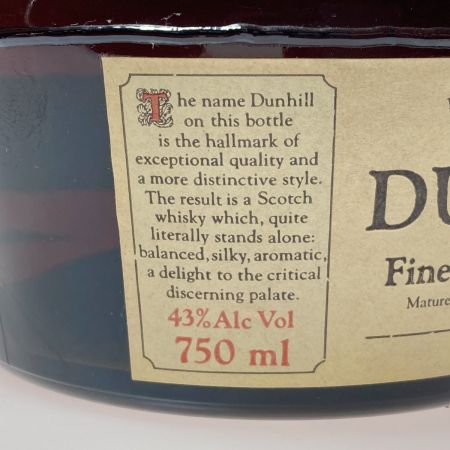 The name Dunhill
on this bottle
is the hallmark of
exceptional quality and
a more distinctive style.
The result is a Scotch
whisky which, quite
literally stands alone:
balanced, silky, aromatic,
a delight to the critical
discerning palate.
43% Alc Vol
750 ml
DU
Fine
Mature